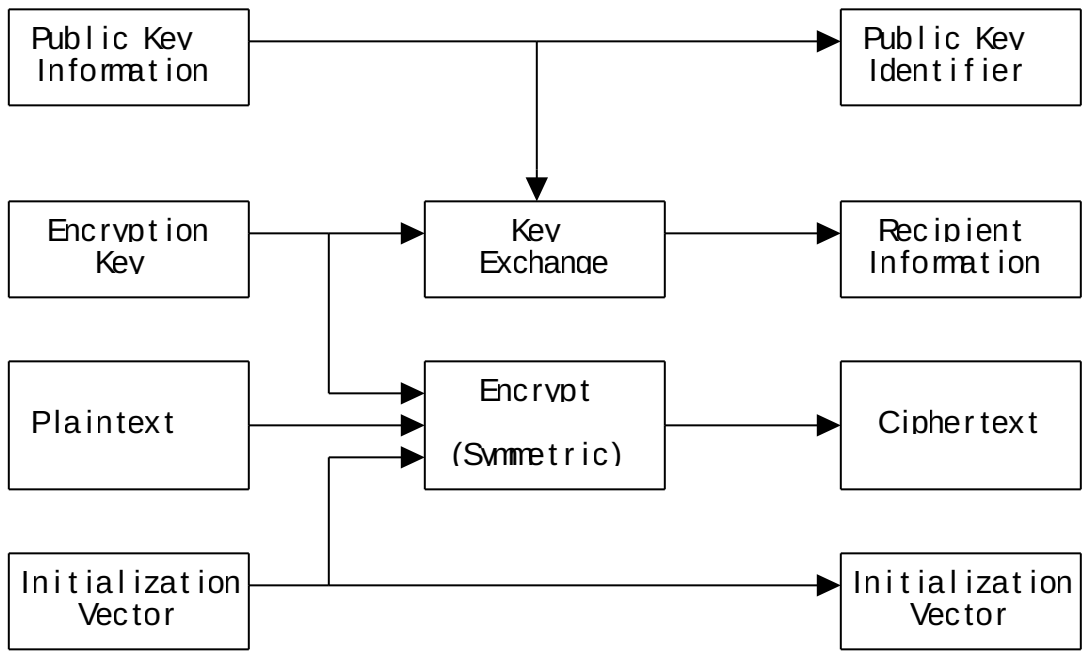 Public Key
Information
Public Key
Identifier
Encryption
Key
Key
Exchange
Recipient
Information
Plaintext
Encrypt
(Symmetric)
Ciphertext
Initialization
Vector
Initialization
Vector